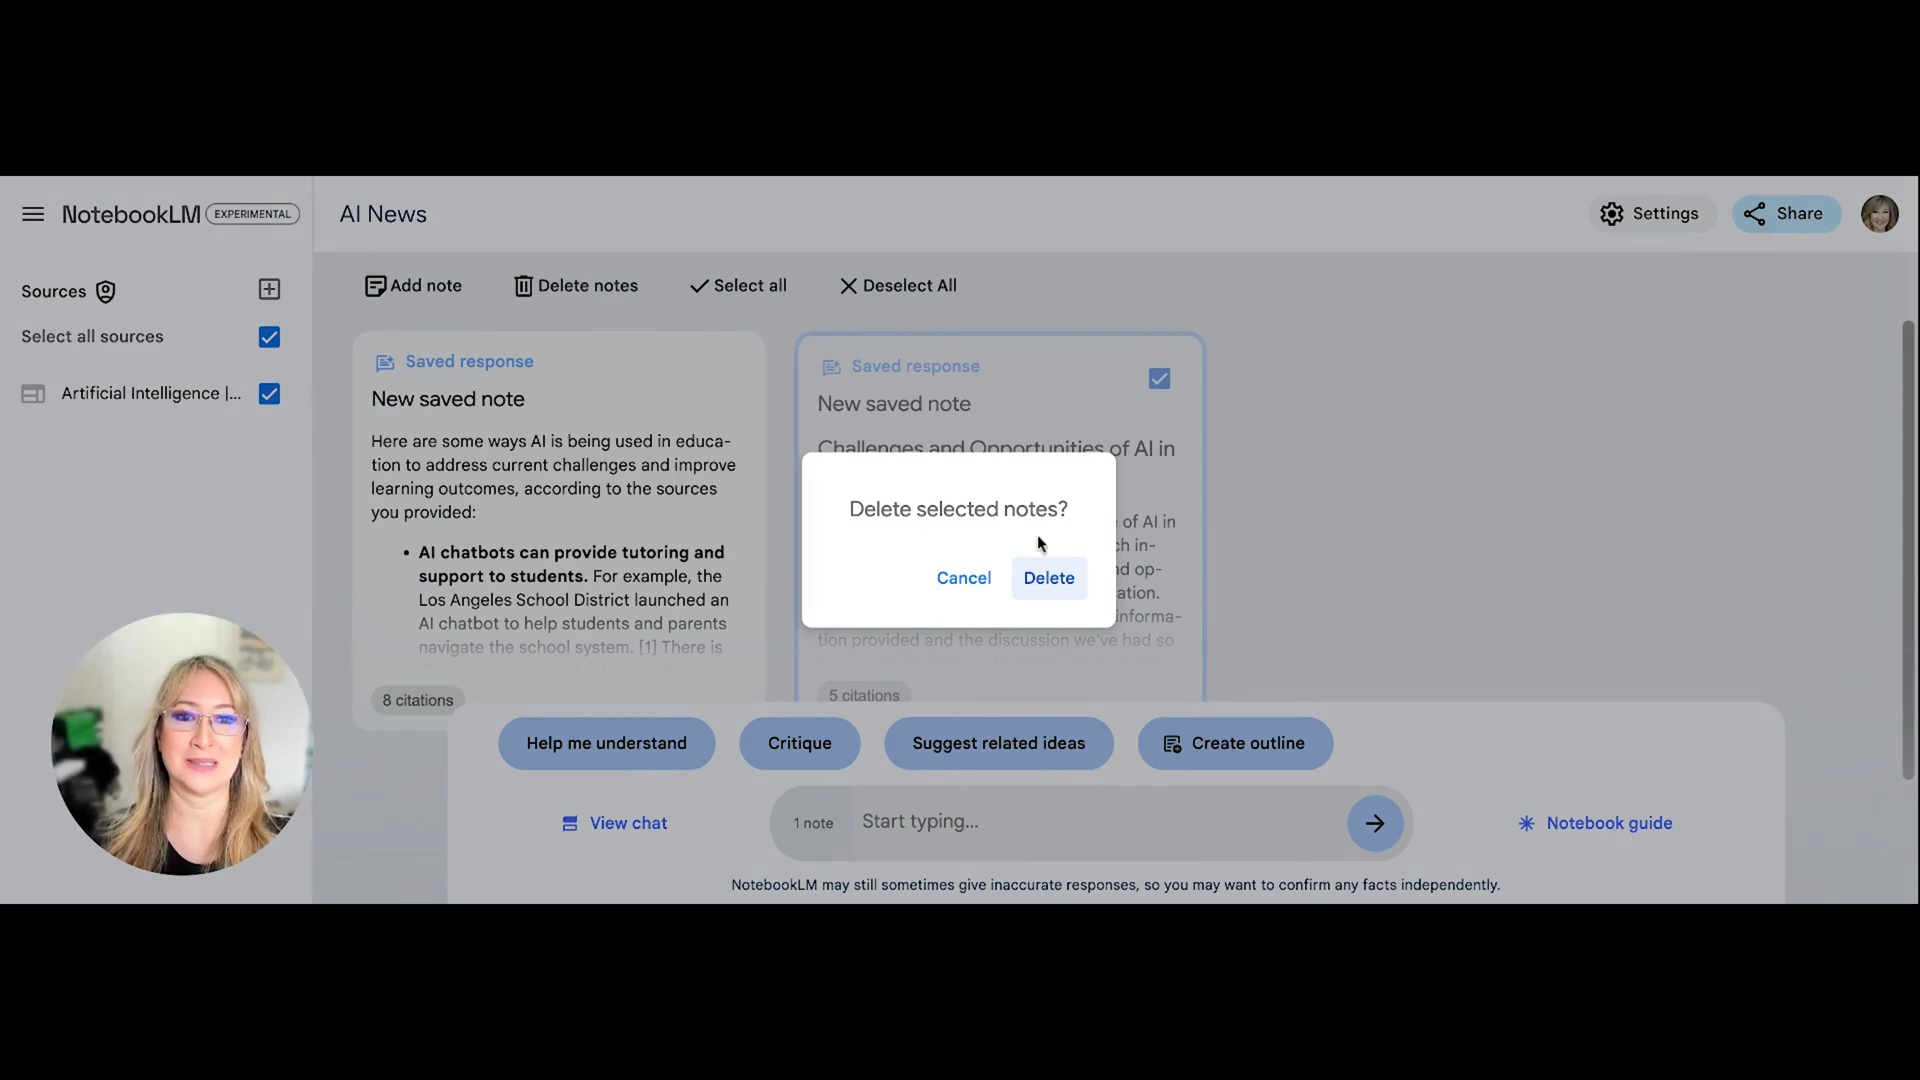 NotebookLM EXPERIMENTAL
AI News
Settings
Share
Sources
Select all sources
Artificial Intelligence |...
Add note
Delete notes
Select all
Deselect All
Saved response
New saved note
Here are some ways AI is being used in educa-
tion to address current challenges and improve
learning outcomes, according to the sources
you provided:
• AI chatbots can provide tutoring and
support to students. For example, the
Los Angeles School District launched an
AI chatbot to help students and parents
navigate the school system. [1] There is
8 citations
Saved response
New saved note
Challenges and Opportunities of AI in
of AI in
ch in-
nd op-
ation.
informa-
tion provided and the discussion we've had so
5 citations
Delete selected notes?
Cancel
Delete
Help me understand
Critique
Suggest related ideas
Create outline
View chat
1 note
Start typing...
Notebook guide
NotebookLM may still sometimes give inaccurate responses, so you may want to confirm any facts independently.